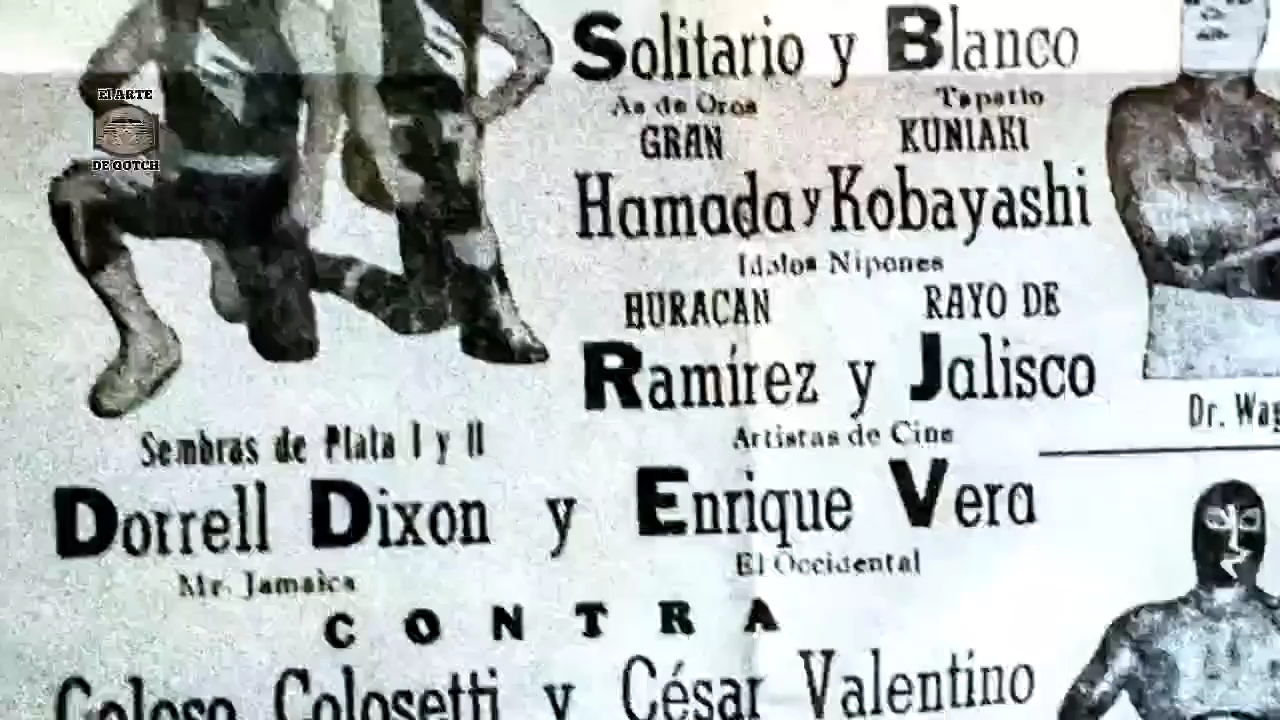 El ARTE
DE GOTCH
Solitario y Blanco
As de Oros Tapatio
GRAN KUNIAKI
Hamada y Kobayashi
Idolos Nipones
HURACAN RAYO DE
Ramírez y Jalisco
Artistas de Cine
Dr. Wag
Sombras de Plata I y II
Dorrell Dixon y Enrique Vera
Mr. Jamaica El Occidental
CONTRA
Coloso Colosetti y César Valentino